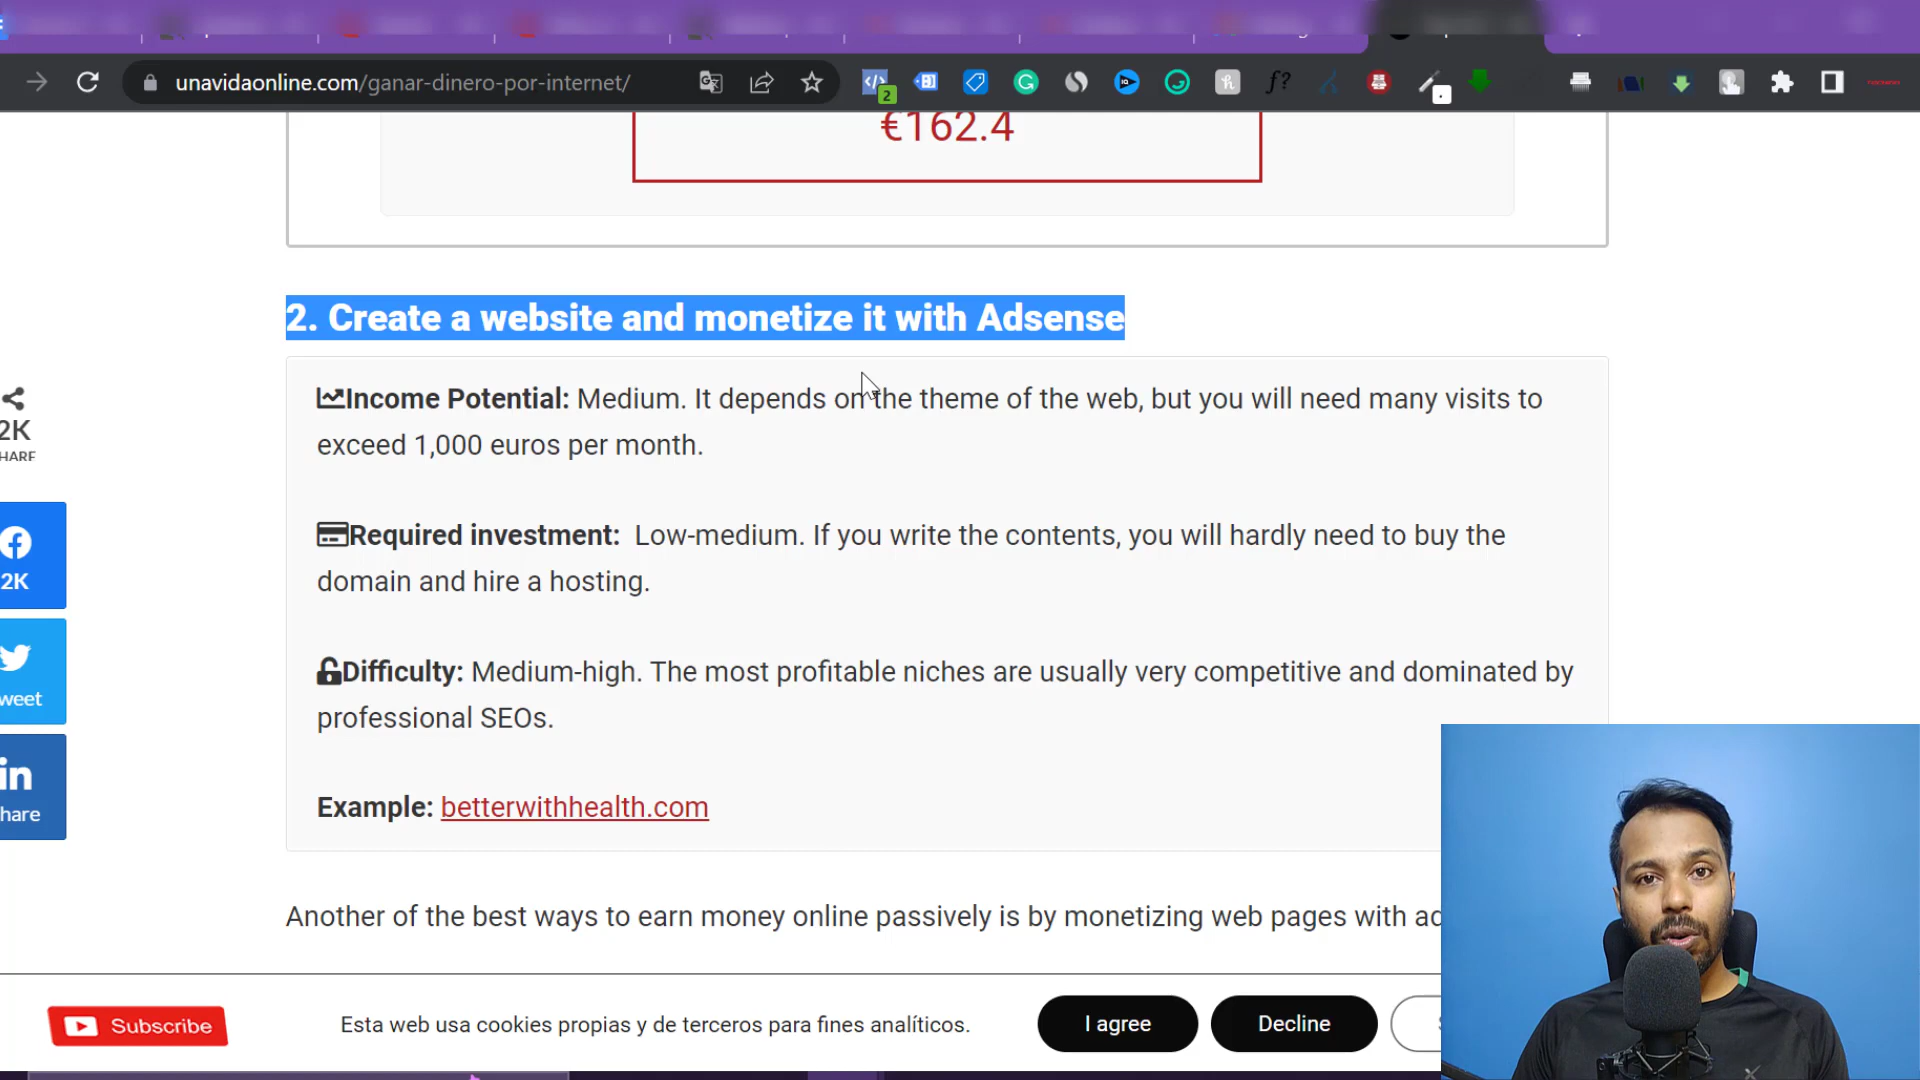 unavidaonline.com/ganar-dinero-por-internet/
2
€162.4
2. Create a website and monetize it with Adsense
Income Potential: Medium. It depends on the theme of the web, but you will need many visits to
exceed 1,000 euros per month.
Required investment: Low-medium. If you write the contents, you will hardly need to buy the
domain and hire a hosting.
Difficulty: Medium-high. The most profitable niches are usually very competitive and dominated by
professional SEOs.
Example: betterwithhealth.com
Another of the best ways to earn money online passively is by monetizing web pages with ad
2K
HARE
2K
weet
in
hare
Subscribe
Esta web usa cookies propias y de terceros para fines analíticos.
I agree
Decline